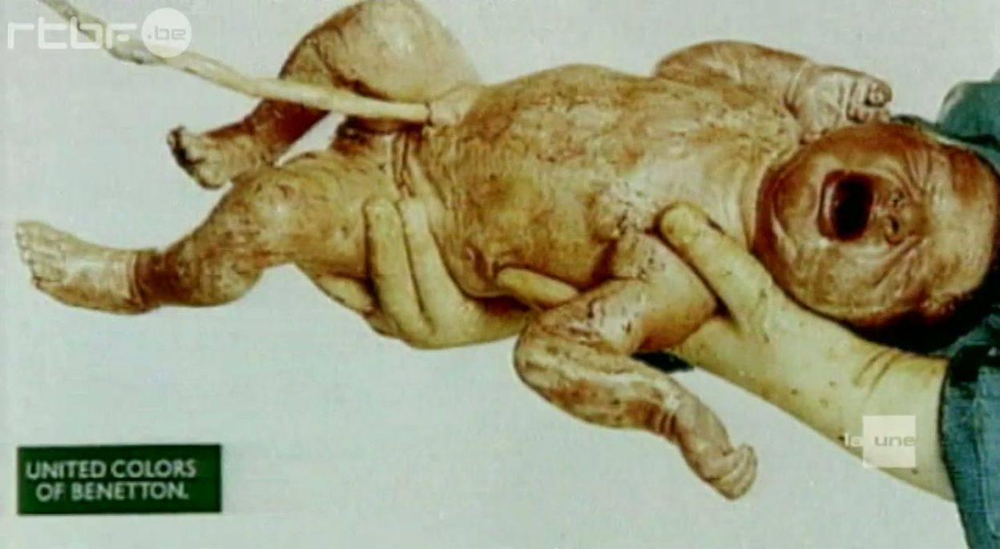 rtbf.be
UNITED COLORS
OF BENETTON.
la une